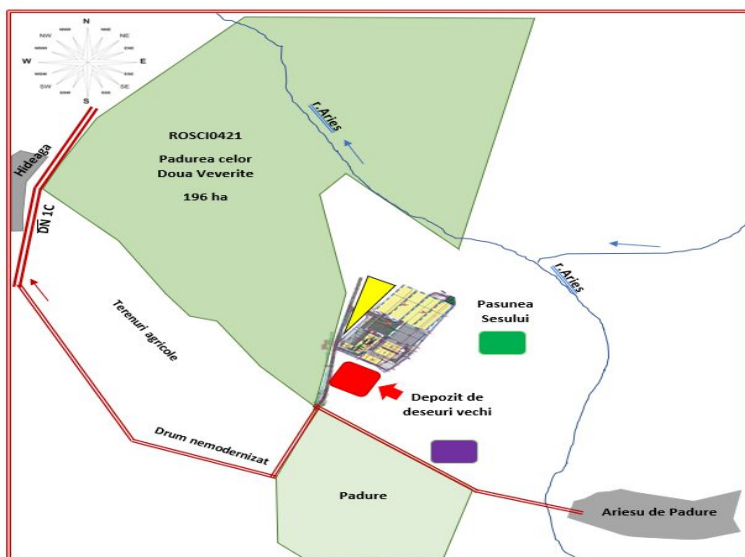 N
NW
NE
W
E
SW
SE
S
ROSCI0421
Padurea celor
Doua Veverite
196 ha
r. Aries
Hideaga
DN 1C
r. Aries
Pasunea
Sesului
Terenuri agricole
Depozit de
deseuri vechi
Drum nemodernizat
Padure
Ariesu de Padure